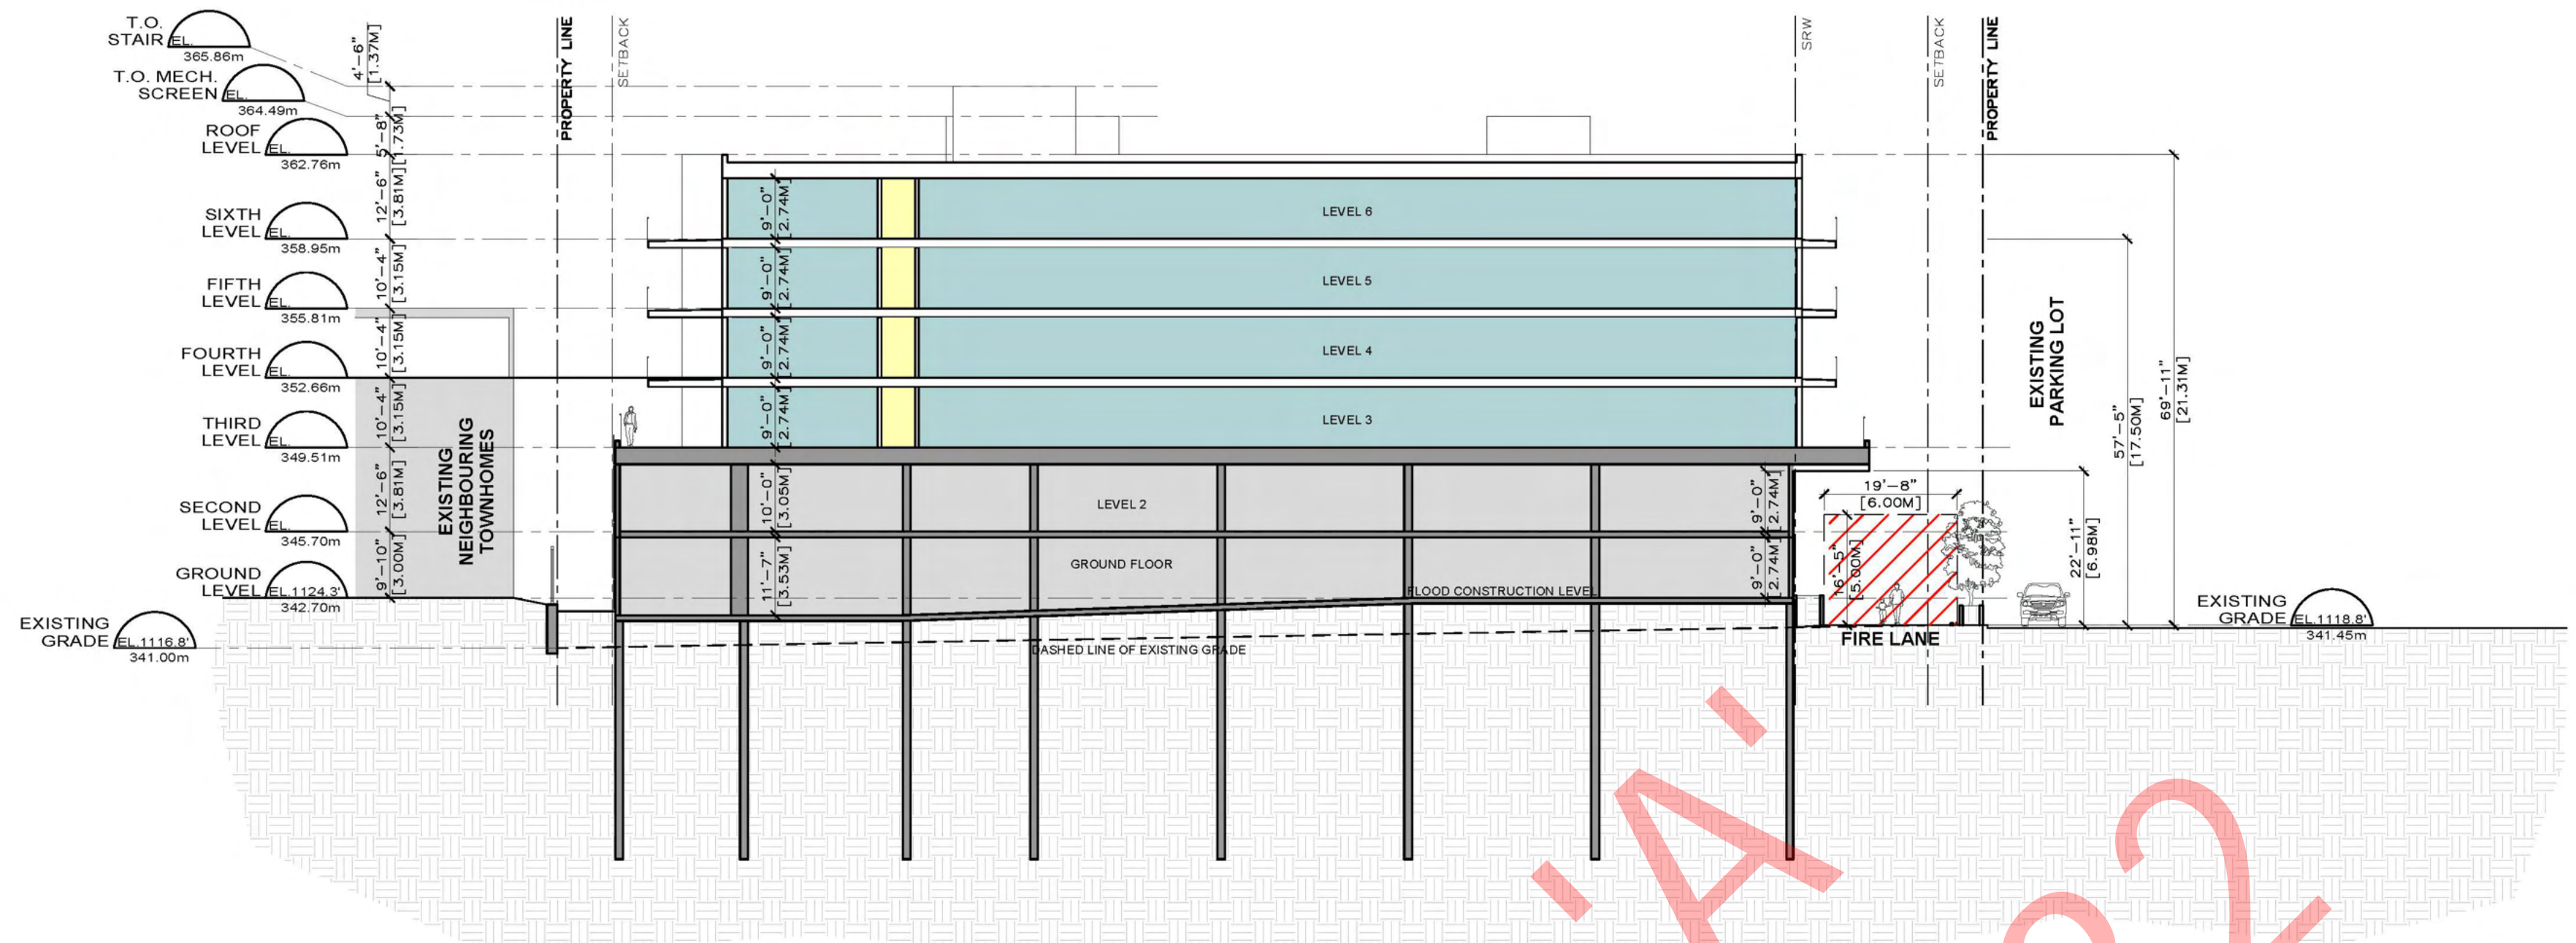 T.O.
STAIR EL.
365.86m
T.O. MECH.
SCREEN EL.
364.49m
ROOF
LEVEL EL.
362.76m
SIXTH
LEVEL EL.
358.95m
FIFTH
LEVEL EL.
355.81m
FOURTH
LEVEL EL.
352.66m
THIRD
LEVEL EL.
349.51m
SECOND
LEVEL EL.
345.70m
GROUND
LEVEL EL.1124.3'
342.70m
EXISTING
GRADE EL.1116.8'
341.00m
4'-6"
[1.37M]
5'-8"
[1.73M]
12'-6"
[3.81M]
10'-4"
[3.15M]
10'-4"
[3.15M]
10'-4"
[3.15M]
12'-6"
[3.81M]
9'-10"
[3.00M]
EXISTING
NEIGHBOURING
TOWNHOMES
PROPERTY LINE
SETBACK
9'-0"
[2.74M]
9'-0"
[2.74M]
9'-0"
[2.74M]
9'-0"
[2.74M]
10'-0"
[3.05M]
11'-7"
[3.53M]
LEVEL 6
LEVEL 5
LEVEL 4
LEVEL 3
LEVEL 2
GROUND FLOOR
FLOOD CONSTRUCTION LEVEL
DASHED LINE OF EXISTING GRADE
9'-0"
[2.74M]
9'-0"
[2.74M]
SRW
SETBACK
PROPERTY LINE
19'-8"
[6.00M]
16'-5"
[5.00M]
FIRE LANE
EXISTING
PARKING LOT
22'-11"
[6.98M]
57'-5"
[17.50M]
69'-11"
[21.31M]
EXISTING
GRADE EL.1118.8'
341.45m